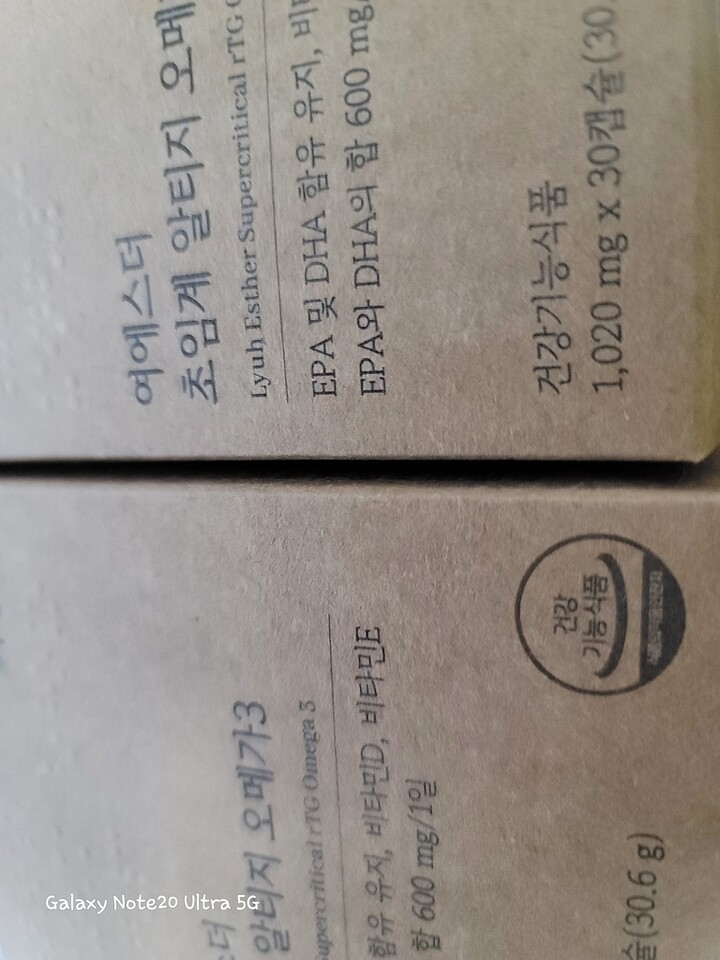 여에스더
초임계 알티지 오메
Lyuh Esther Supercritical rTG
EPA 및 DHA 함유 유지, 비
EPA와 DHA의 합 600 mg/
건강기능식품
1,020 mg x 30캡슐(30.
스더
알티지 오메가3
Supercritical rTG Omega 3
함유 유지, 비타민D, 비타민E
합 600 mg/1일
건강
기능식품
슐(30.6 g)
Galaxy Note20 Ultra 5G